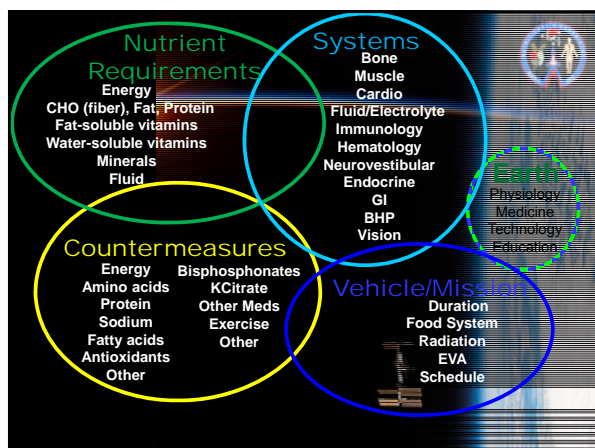 Nutrient
Requirements
Energy
CHO (fiber), Fat, Protein
Fat-soluble vitamins
Water-soluble vitamins
Minerals
Fluid
Systems
Bone
Muscle
Cardio
Fluid/Electrolyte
Immunology
Hematology
Neurovestibular
Endocrine
GI
BHP
Vision
Earth
Physiology
Medicine
Technology
Education
Countermeasures
Energy
Amino acids
Protein
Sodium
Fatty acids
Antioxidants
Other
Bisphosphonates
KCitrate
Other Meds
Exercise
Other
Vehicle/Mission
Duration
Food System
Radiation
EVA
Schedule